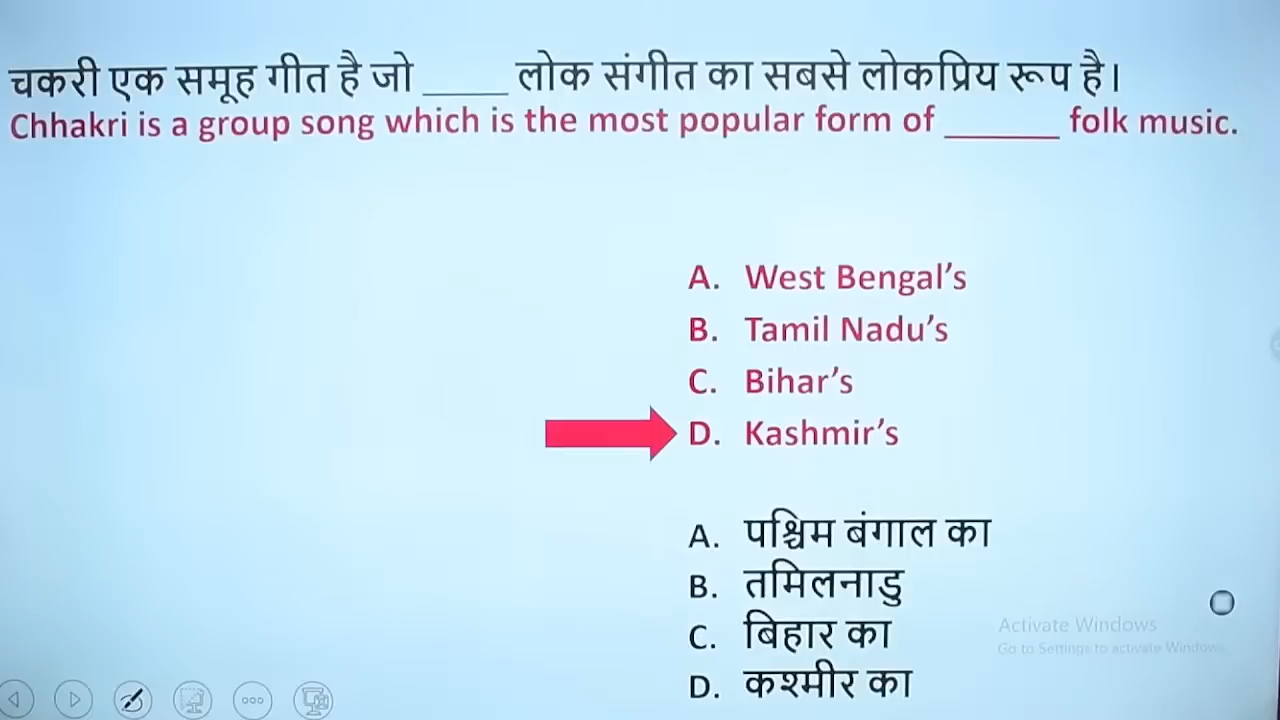 चकरी एक समूह गीत है जो _____ लोक संगीत का सबसे लोकप्रिय रूप है।
Chhakri is a group song which is the most popular form of ______ folk music.
A. West Bengal’s
B. Tamil Nadu’s
C. Bihar’s
D. Kashmir’s
A. पश्चिम बंगाल का
B. तमिलनाडु
C. बिहार का
D. कश्मीर का
Activate Windows
Go to Settings to activate Windows.